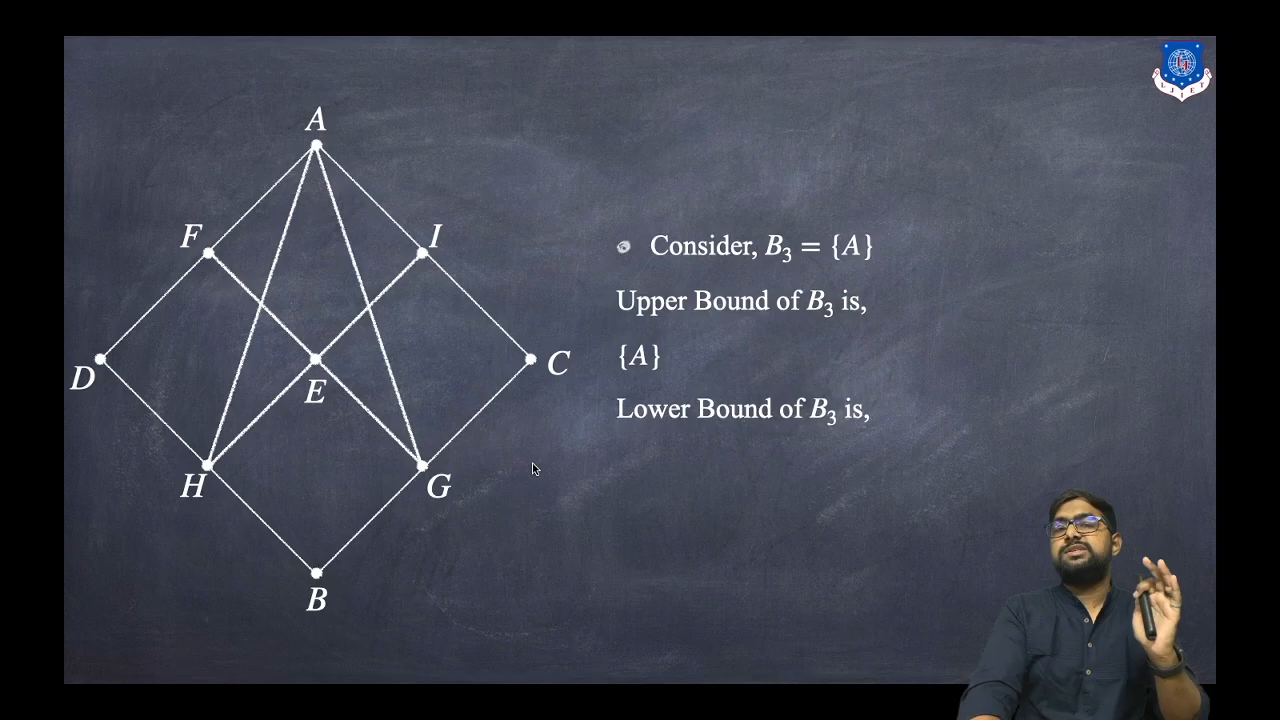 A
F
I
D
E
C
H
G
B
Consider, B₃ = {A}
Upper Bound of B₃ is,
{A}
Lower Bound of B₃ is,
L J I E T